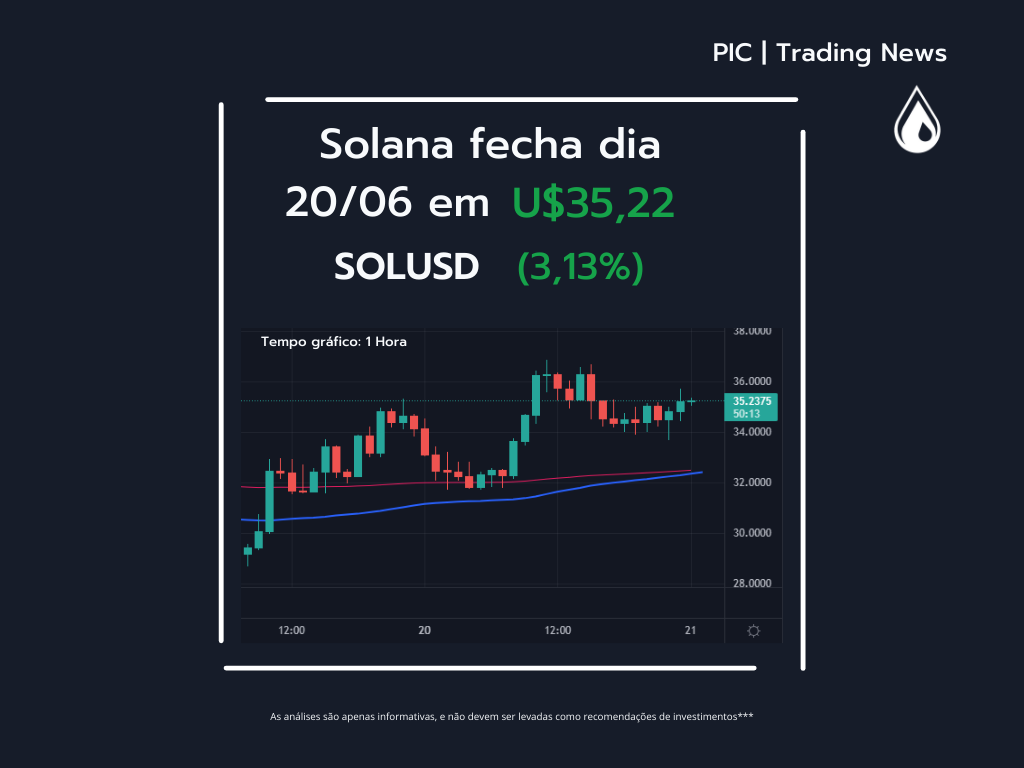 PIC | Trading News
Solana fecha dia
20/06 em U$35,22
SOLUSD (3,13%)
Tempo gráfico: 1 Hora
38.0000
36.0000
35.2375
50:13
34.0000
32.0000
30.0000
28.0000
12:00 20 12:00 21
As análises são apenas informativas, e não devem ser levadas como recomendações de investimentos***